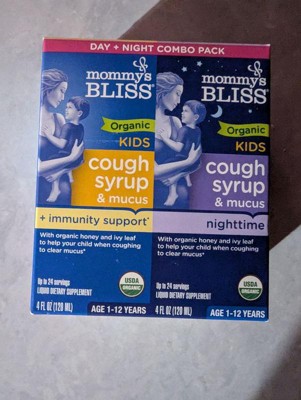 DAY + NIGHT COMBO PACK
mommy's
BLISS®
Organic
KIDS
cough
syrup
& mucus
+ immunity support*
With organic honey and ivy leaf
to help your child when coughing
to clear mucus*
Up to 24 servings
LIQUID DIETARY SUPPLEMENT
4 FL OZ (120 ML)
USDA
ORGANIC
AGE 1-12 YEARS
mommy's
BLISS®
Organic
KIDS
cough
syrup
& mucus
nighttime
With organic honey and ivy leaf
to help your child when coughing
to clear mucus*
Up to 24 servings
LIQUID DIETARY SUPPLEMENT
4 FL OZ (120 ML)
USDA
ORGANIC
AGE 1-12 YEARS